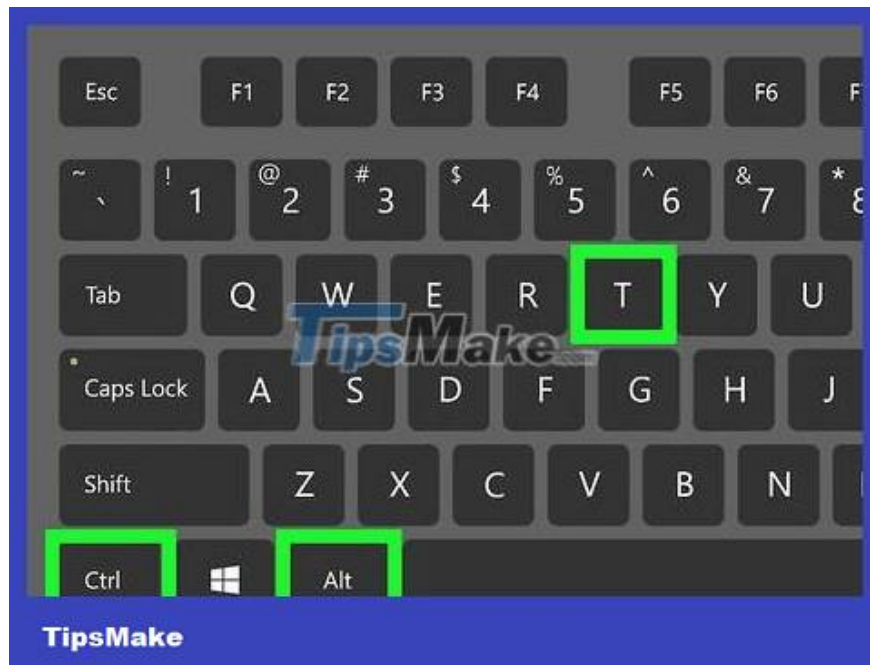 Esc F1 F2 F3 F4 F5 F6 F
~ ` ! 1 @ 2 # 3 $ 4 % 5 ^ 6 & 7 * 8
Tab Q W E R T Y U
TipsMake
Caps Lock A S D F G H J
Shift Z X C V B N
Ctrl Alt
TipsMake